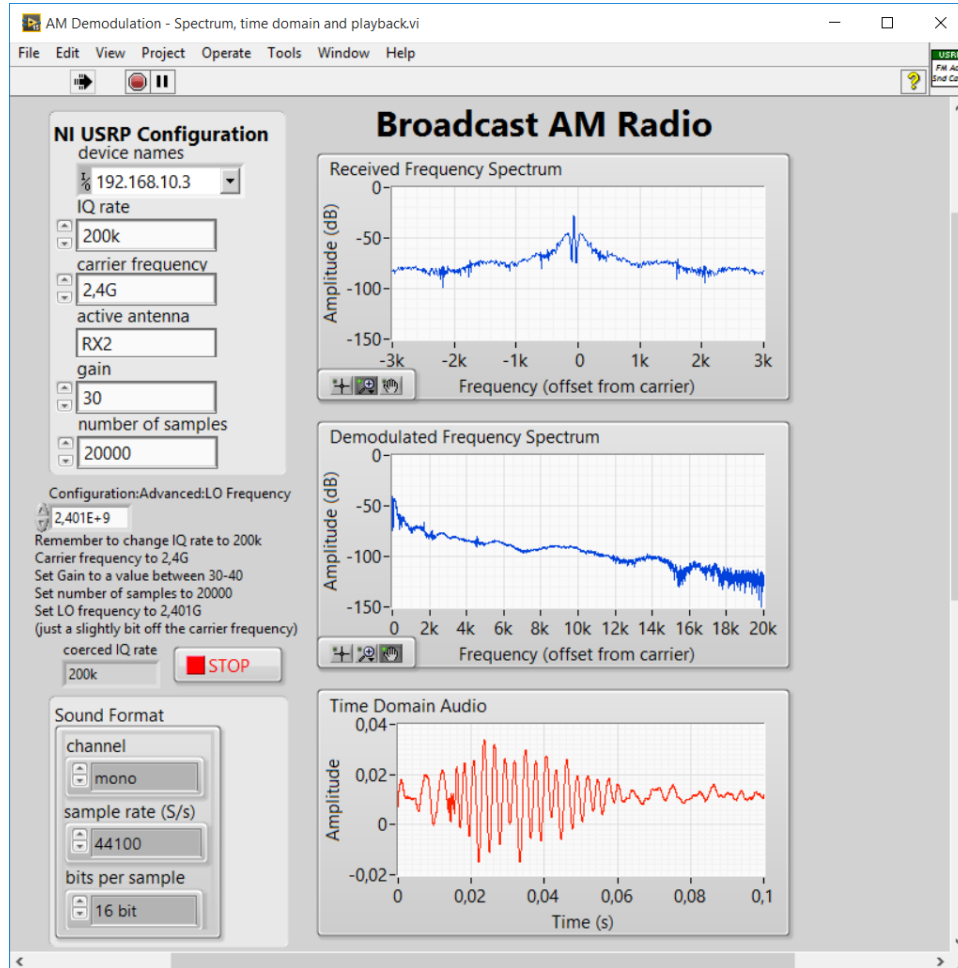 AM Demodulation - Spectrum, time domain and playback.vi
File Edit View Project Operate Tools Window Help
USRP
FM Ac
Snd Ca
Broadcast AM Radio
NI USRP Configuration
device names
192.168.10.3
IQ rate
200k
carrier frequency
2,4G
active antenna
RX2
gain
30
number of samples
20000
Configuration:Advanced:LO Frequency
2,401E+9
Remember to change IQ rate to 200k
Carrier frequency to 2,4G
Set Gain to a value between 30-40
Set number of samples to 20000
Set LO frequency to 2,401G
(just a slightly bit off the carrier frequency)
coerced IQ rate
200k
STOP
Sound Format
channel
mono
sample rate (S/s)
44100
bits per sample
16 bit
Received Frequency Spectrum
Amplitude (dB)
0
-50
-100
-150
-3k -2k -1k 0 1k 2k 3k
Frequency (offset from carrier)
Demodulated Frequency Spectrum
Amplitude (dB)
0
-50
-100
-150
0 2k 4k 6k 8k 10k 12k 14k 16k 18k 20k
Frequency (offset from carrier)
Time Domain Audio
Amplitude
0,04
0,02
0
-0,02
0 0,02 0,04 0,06 0,08 0,1
Time (s)